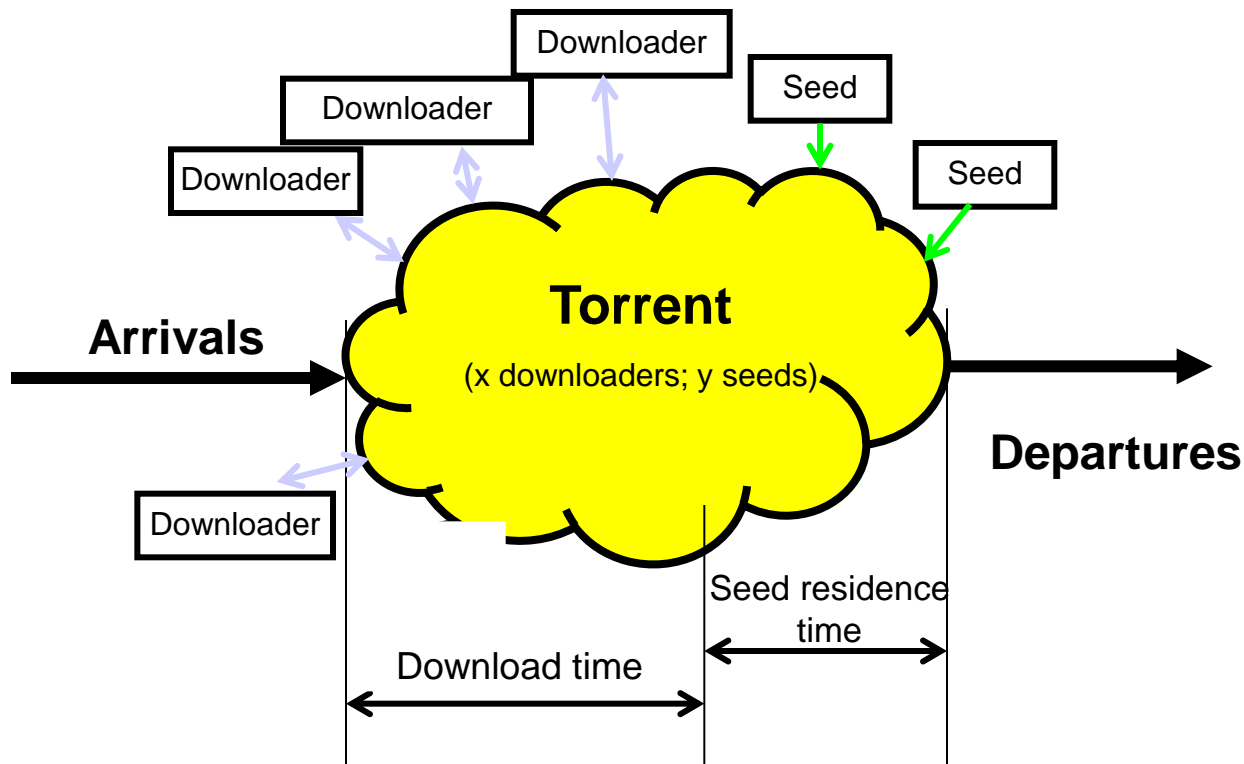 Downloader
Seed
Downloader
Downloader
Seed
Torrent
Arrivals
(x downloaders; y seeds)
Departures
Downloader
Seed residence
time
Download time